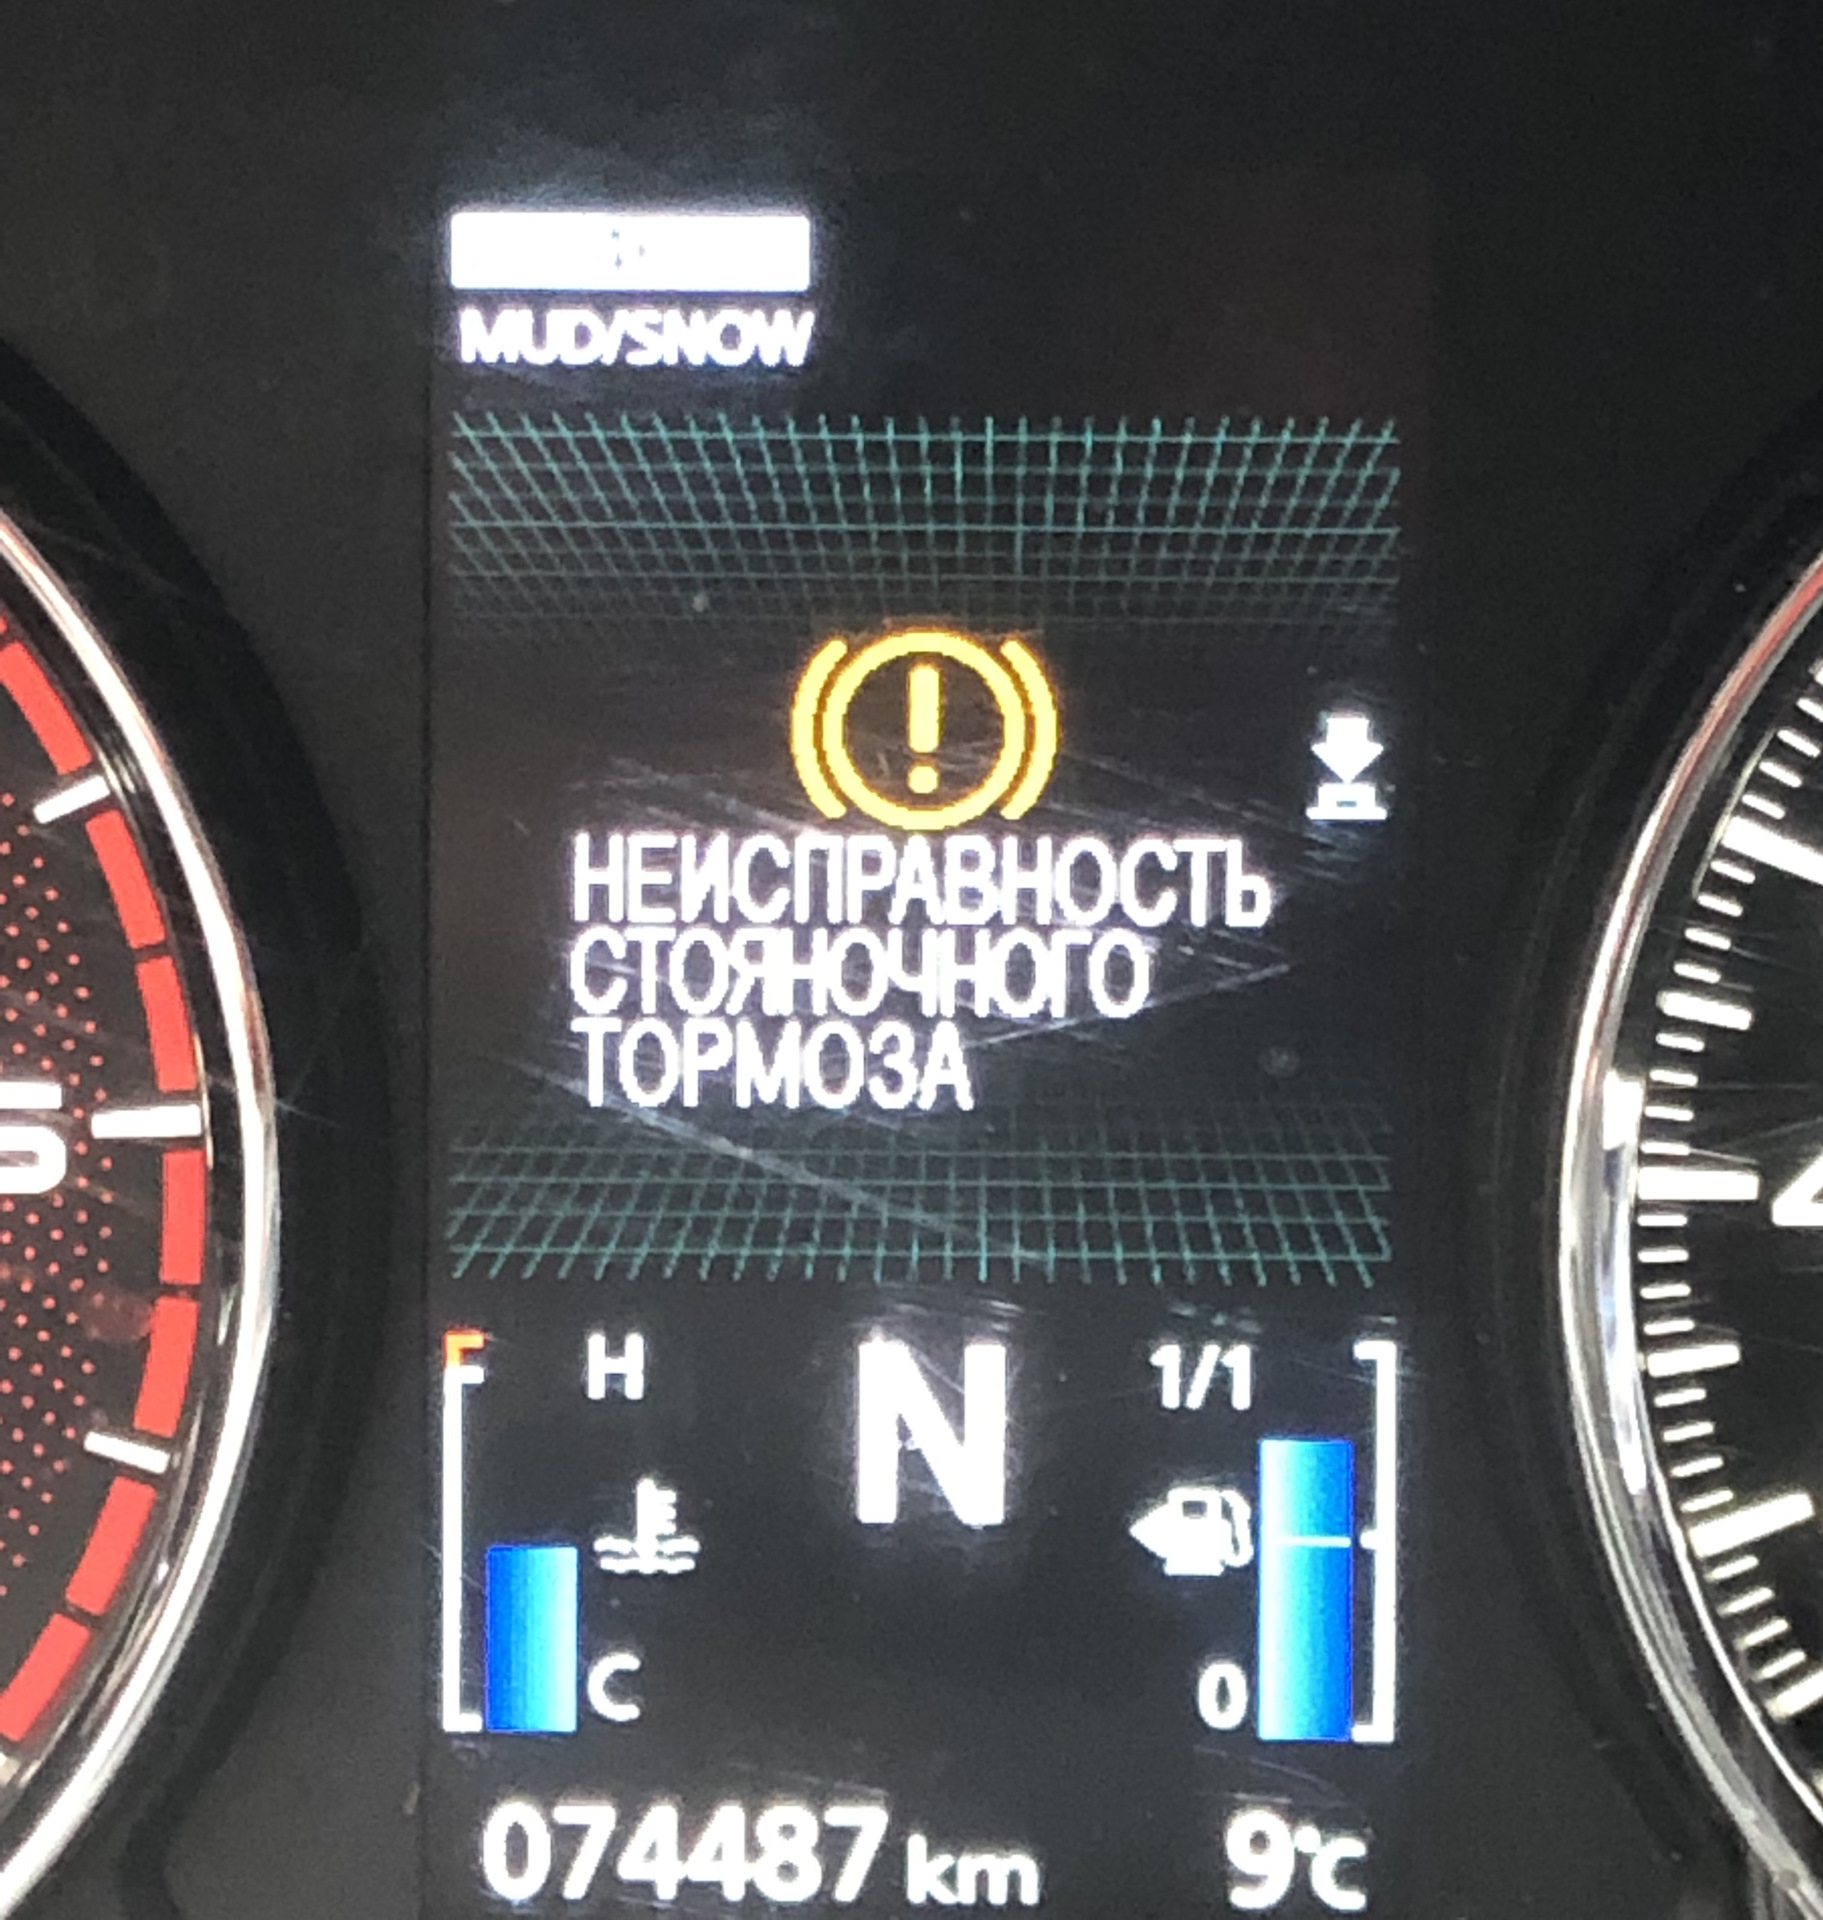 MUD/SNOW
НЕИСПРАВНОСТЬ
СТОЯНОЧНОГО
ТОРМОЗА
H N 1/1
C 0
074487 km 9°C